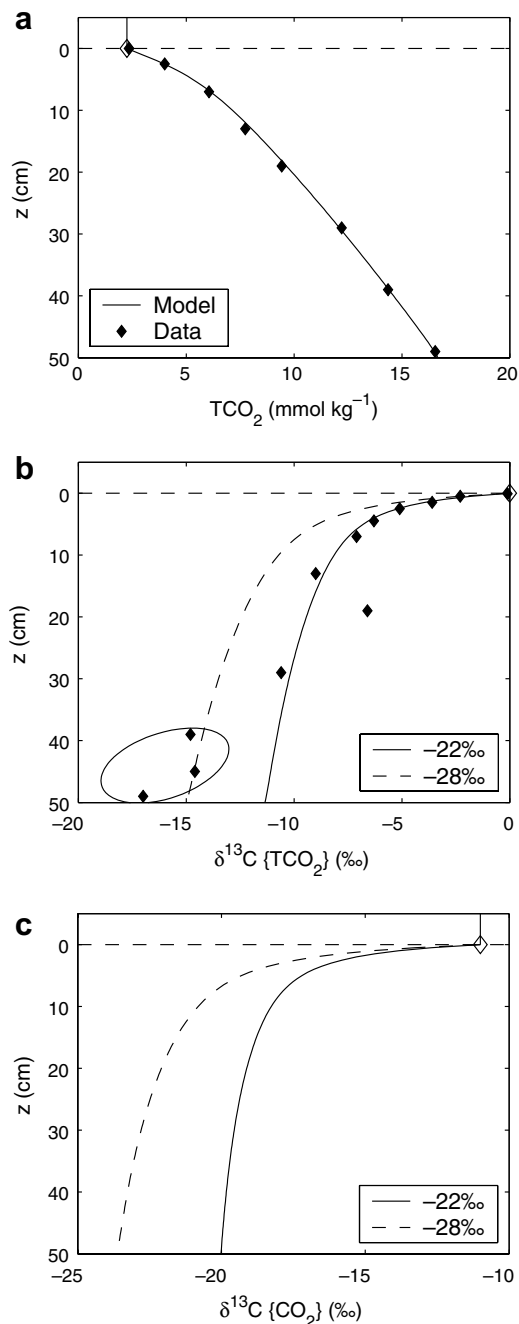 a
0
10
20
30
40
50
z (cm)
Model
Data
0 5 10 15 20
TCO₂ (mmol kg⁻¹)
b
0
10
20
30
40
50
z (cm)
−22‰
−28‰
−20 −15 −10 −5 0
δ¹³C {TCO₂} (‰)
c
0
10
20
30
40
50
z (cm)
−22‰
−28‰
−25 −20 −15 −10
δ¹³C {CO₂} (‰)